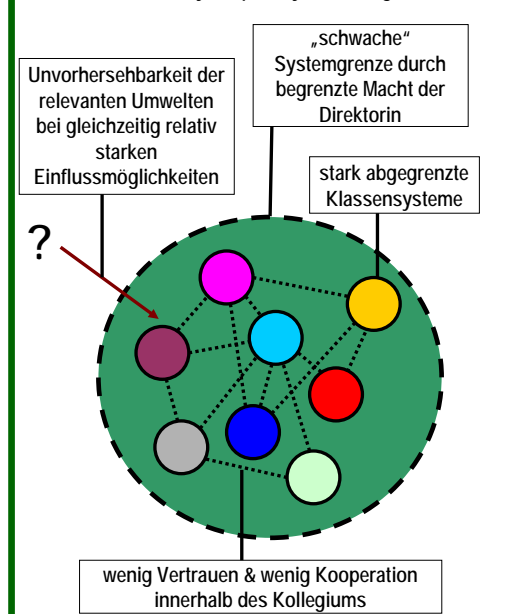 „schwache“
Systemgrenze durch
begrenzte Macht der
Direktorin
Unvorhersehbarkeit der
relevanten Umwelten
bei gleichzeitig relativ
starken
Einflussmöglichkeiten
stark abgegrenzte
Klassensysteme
?
wenig Vertrauen & wenig Kooperation
innerhalb des Kollegiums